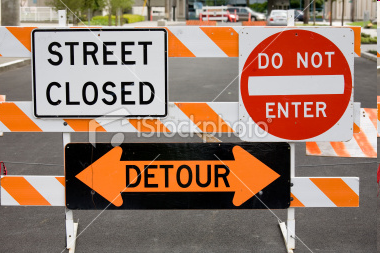 STREET
CLOSED
DO NOT
ENTER
iStockphoto
DETOUR